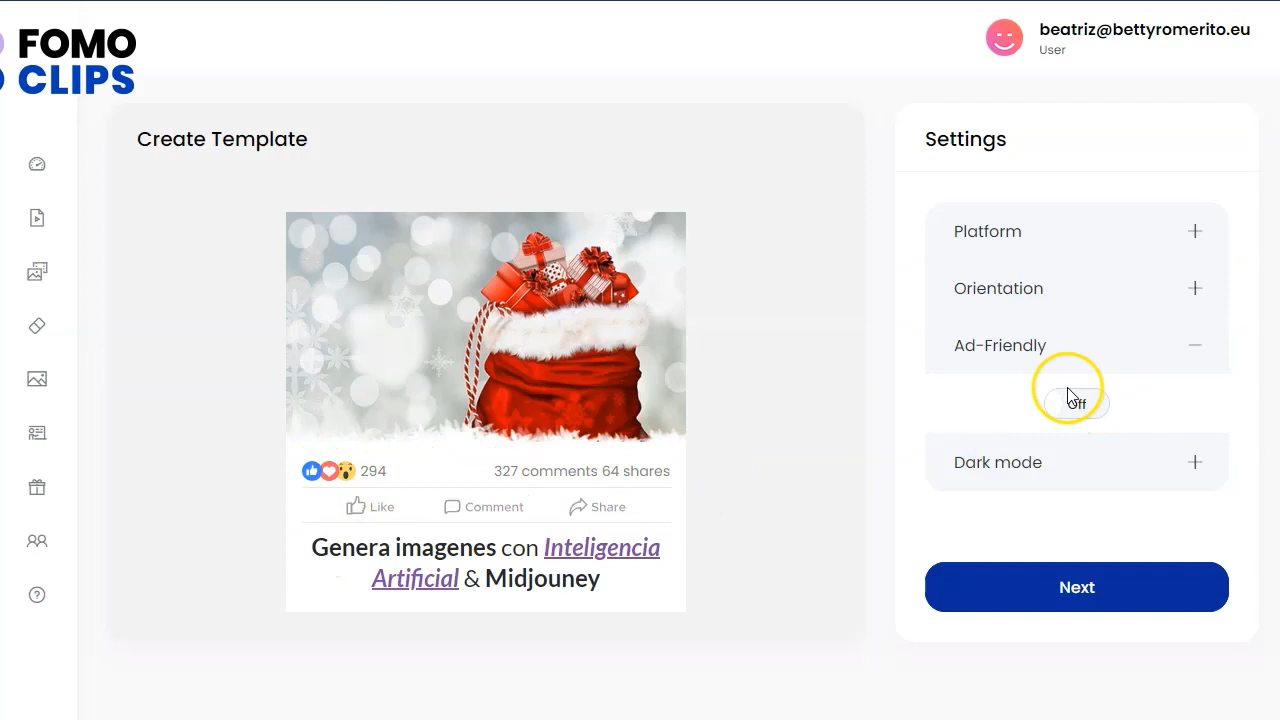 FOMO
CLIPS
beatriz@bettyromerito.eu
User
Create Template
Settings
Platform
Orientation
Ad-Friendly
Off
Dark mode
294
327 comments 64 shares
Like
Comment
Share
Genera imagenes con Inteligencia
Artificial & Midjouney
Next